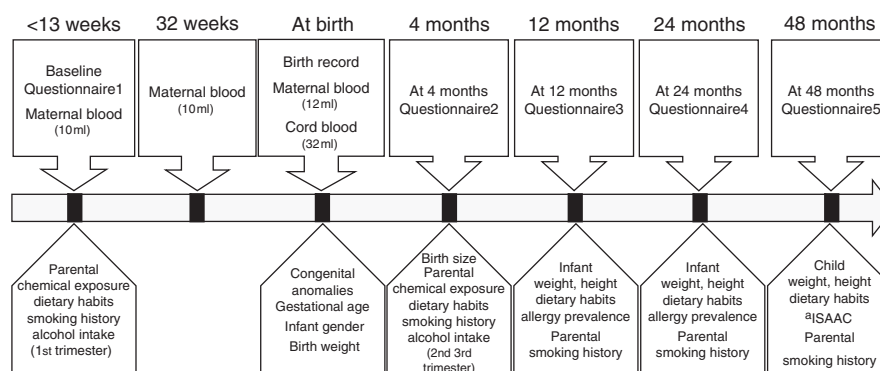 <13 weeks
32 weeks
At birth
4 months
12 months
24 months
48 months
Baseline
Questionnaire1
Maternal blood
(10ml)
Maternal blood
(10ml)
Birth record
Maternal blood
(12ml)
Cord blood
(32ml)
At 4 months
Questionnaire2
At 12 months
Questionnaire3
At 24 months
Questionnaire4
At 48 months
Questionnaire5
Parental
chemical exposure
dietary habits
smoking history
alcohol intake
(1st trimester)
Congenital
anomalies
Gestational age
Infant gender
Birth weight
Birth size
Parental
chemical exposure
dietary habits
smoking history
alcohol intake
(2nd 3rd
trimester)
Infant
weight, height
dietary habits
allergy prevalence
Parental
smoking history
Infant
weight, height
dietary habits
allergy prevalence
Parental
smoking history
Child
weight, height
dietary habits
aISAAC
Parental
smoking history